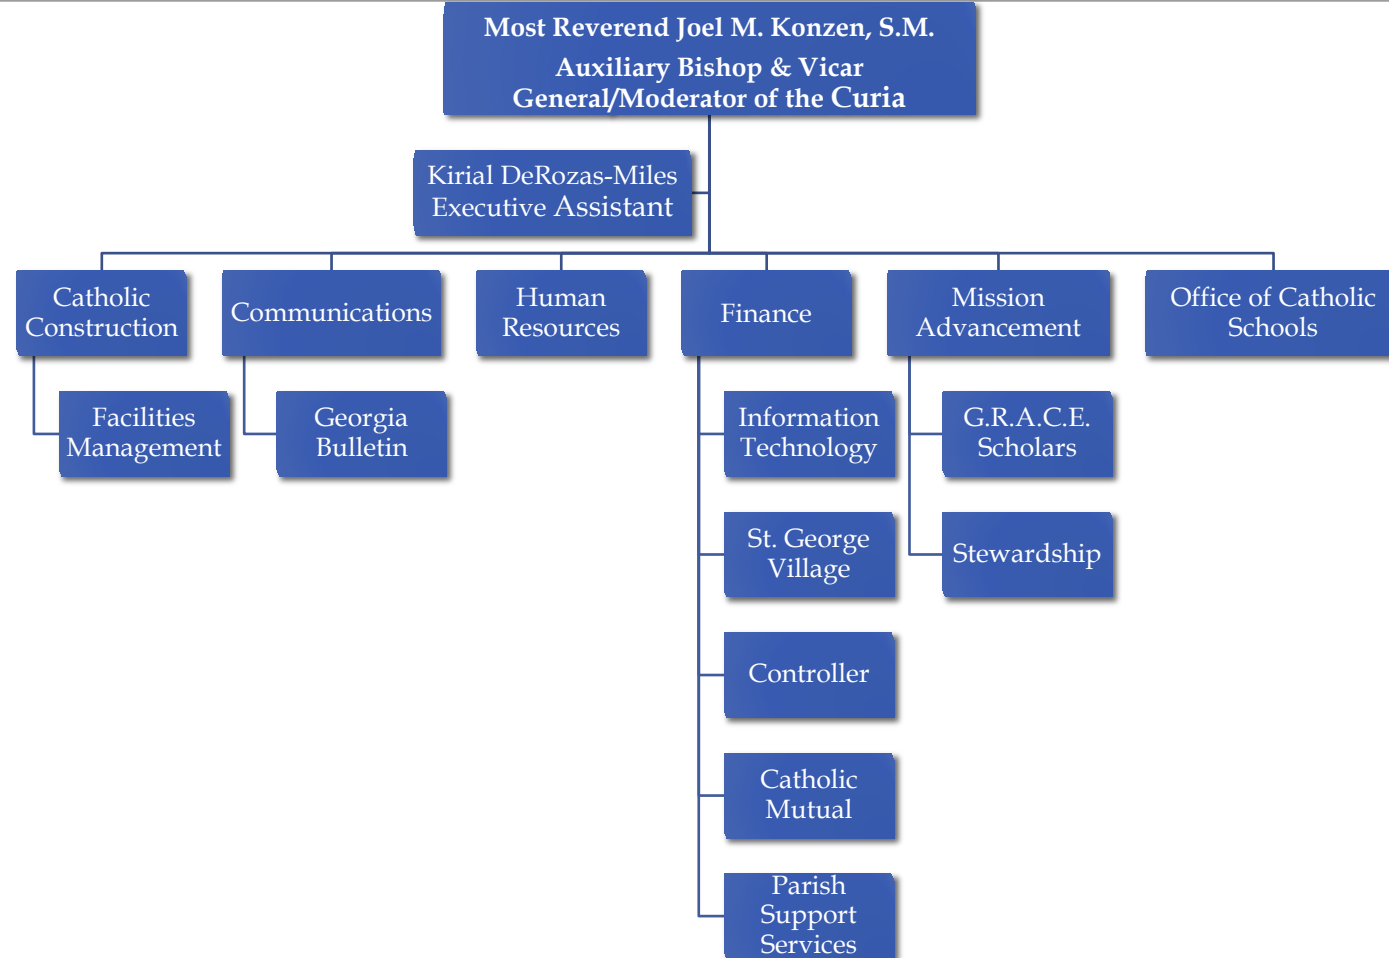 Most Reverend Joel M. Konzen, S.M.
Auxiliary Bishop & Vicar
General/Moderator of the Curia
Kirial DeRozas-Miles
Executive Assistant
Catholic
Construction
Communications
Human
Resources
Finance
Mission
Advancement
Office of Catholic
Schools
Facilities
Management
Georgia
Bulletin
Information
Technology
G.R.A.C.E.
Scholars
St. George
Village
Stewardship
Controller
Catholic
Mutual
Parish
Support
Services